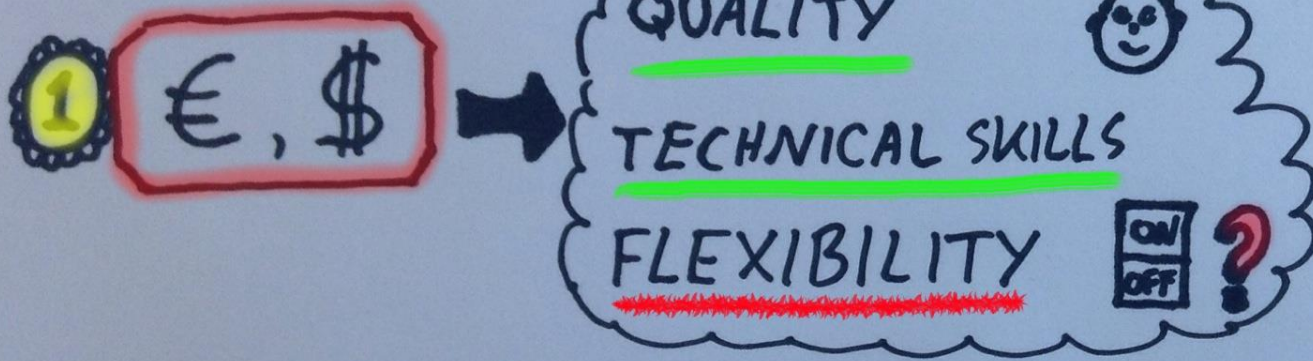 1
€, $
QUALITY
TECHNICAL SKILLS
FLEXIBILITY
ON
OFF
?